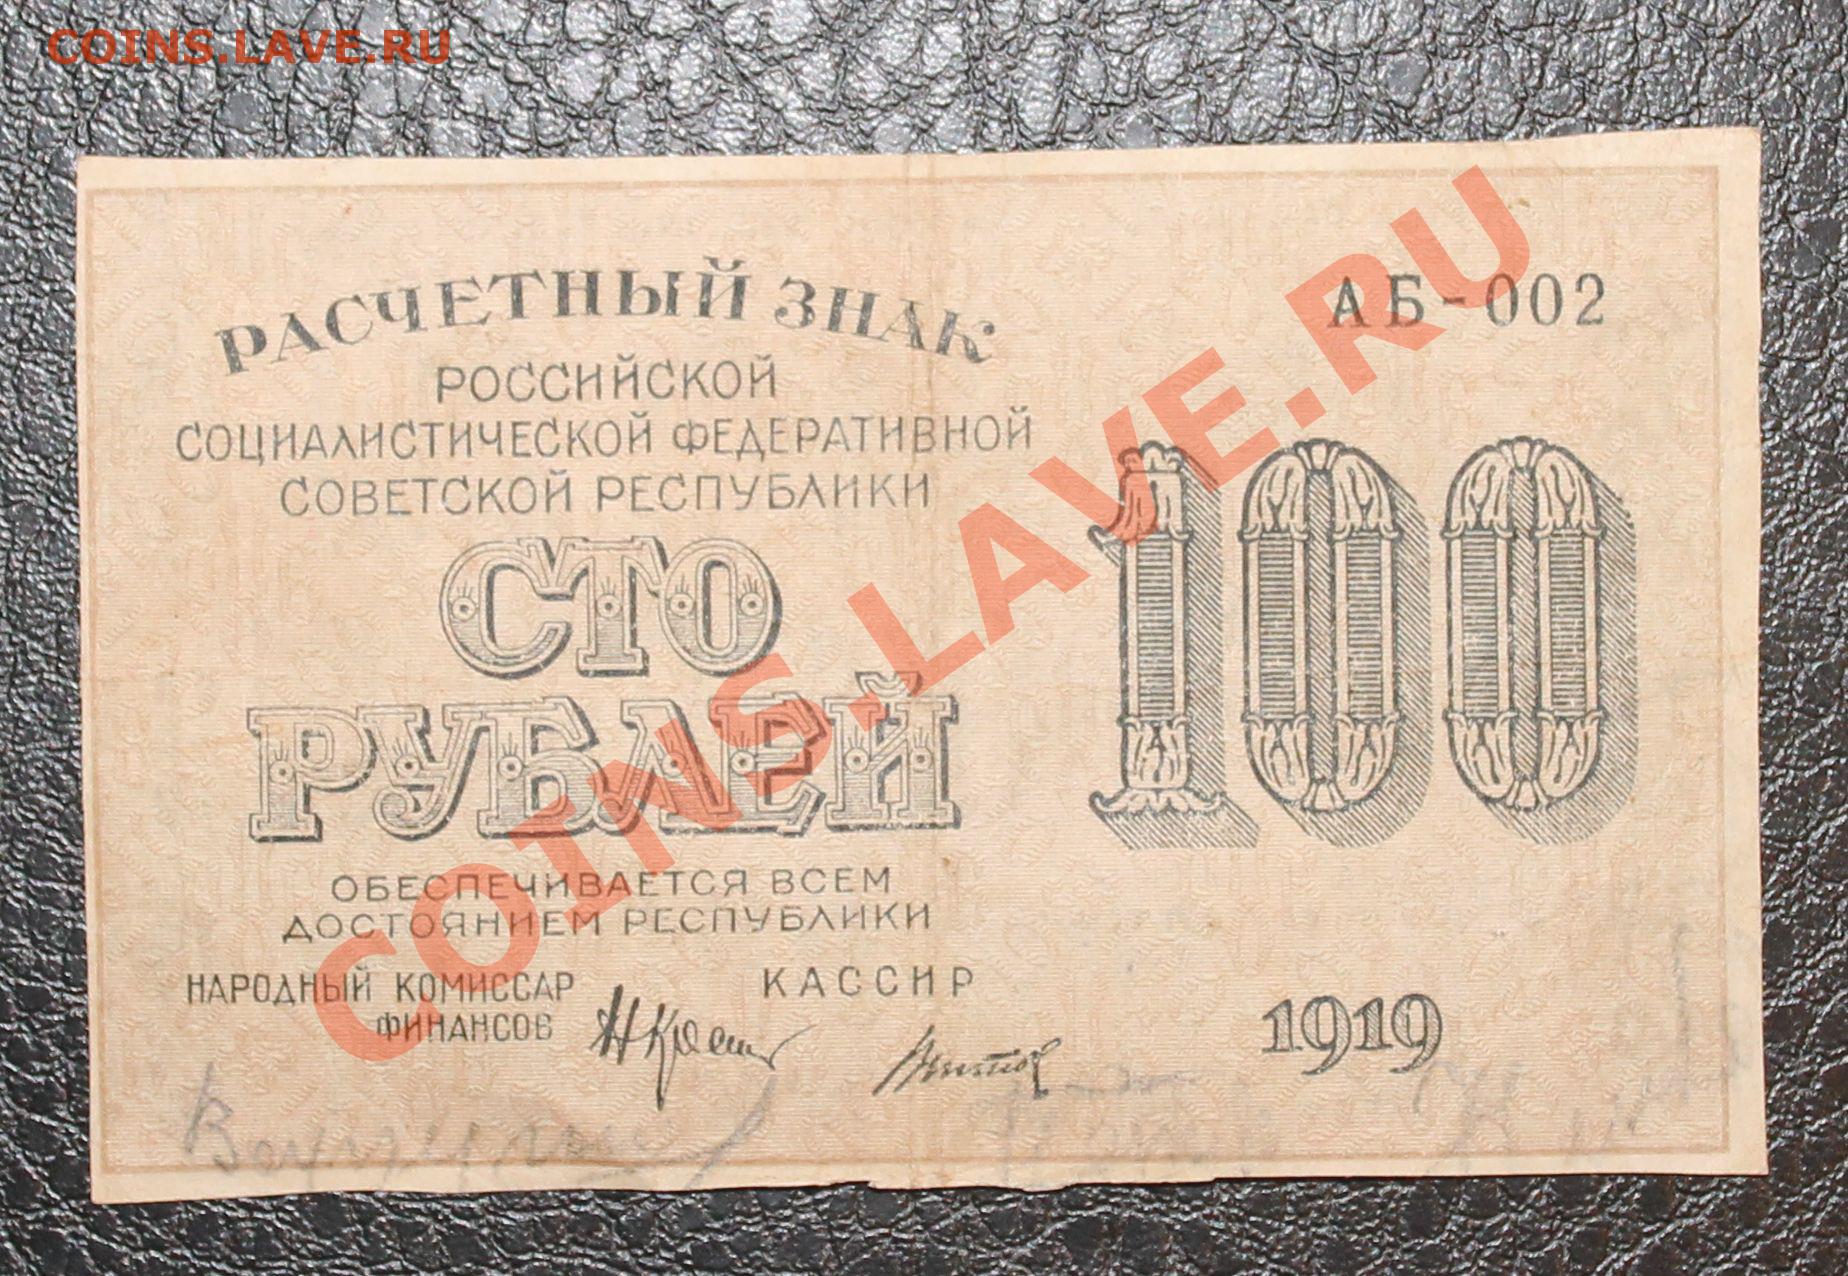 COINS.LAVE.RU
РАСЧЕТНЫЙ ЗНАК
РОССИЙСКОЙ
СОЦИАЛИСТИЧЕСКОЙ ФЕДЕРАТИВНОЙ
СОВЕТСКОЙ РЕСПУБЛИКИ
АБ-002
СТО
РУБЛЕЙ
100
ОБЕСПЕЧИВАЕТСЯ ВСЕМ
ДОСТОЯНИЕМ РЕСПУБЛИКИ
НАРОДНЫЙ КОМИССАР
ФИНАНСОВ
КАССИР
1919
COINS.LAVE.RU